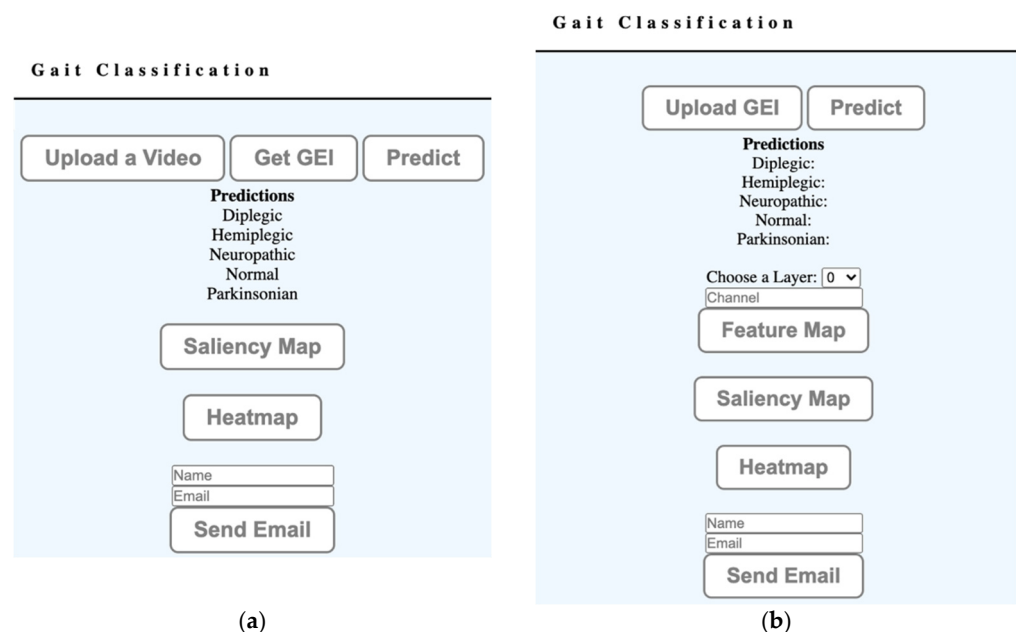 Gait Classification
Upload a Video Get GEI Predict
Predictions
Diplegic
Hemiplegic
Neuropathic
Normal
Parkinsonian
Saliency Map
Heatmap
Name
Email
Send Email
(a)
Gait Classification
Upload GEI Predict
Predictions
Diplegic:
Hemiplegic:
Neuropathic:
Normal:
Parkinsonian:
Choose a Layer: 0
Channel
Feature Map
Saliency Map
Heatmap
Name
Email
Send Email
(b)